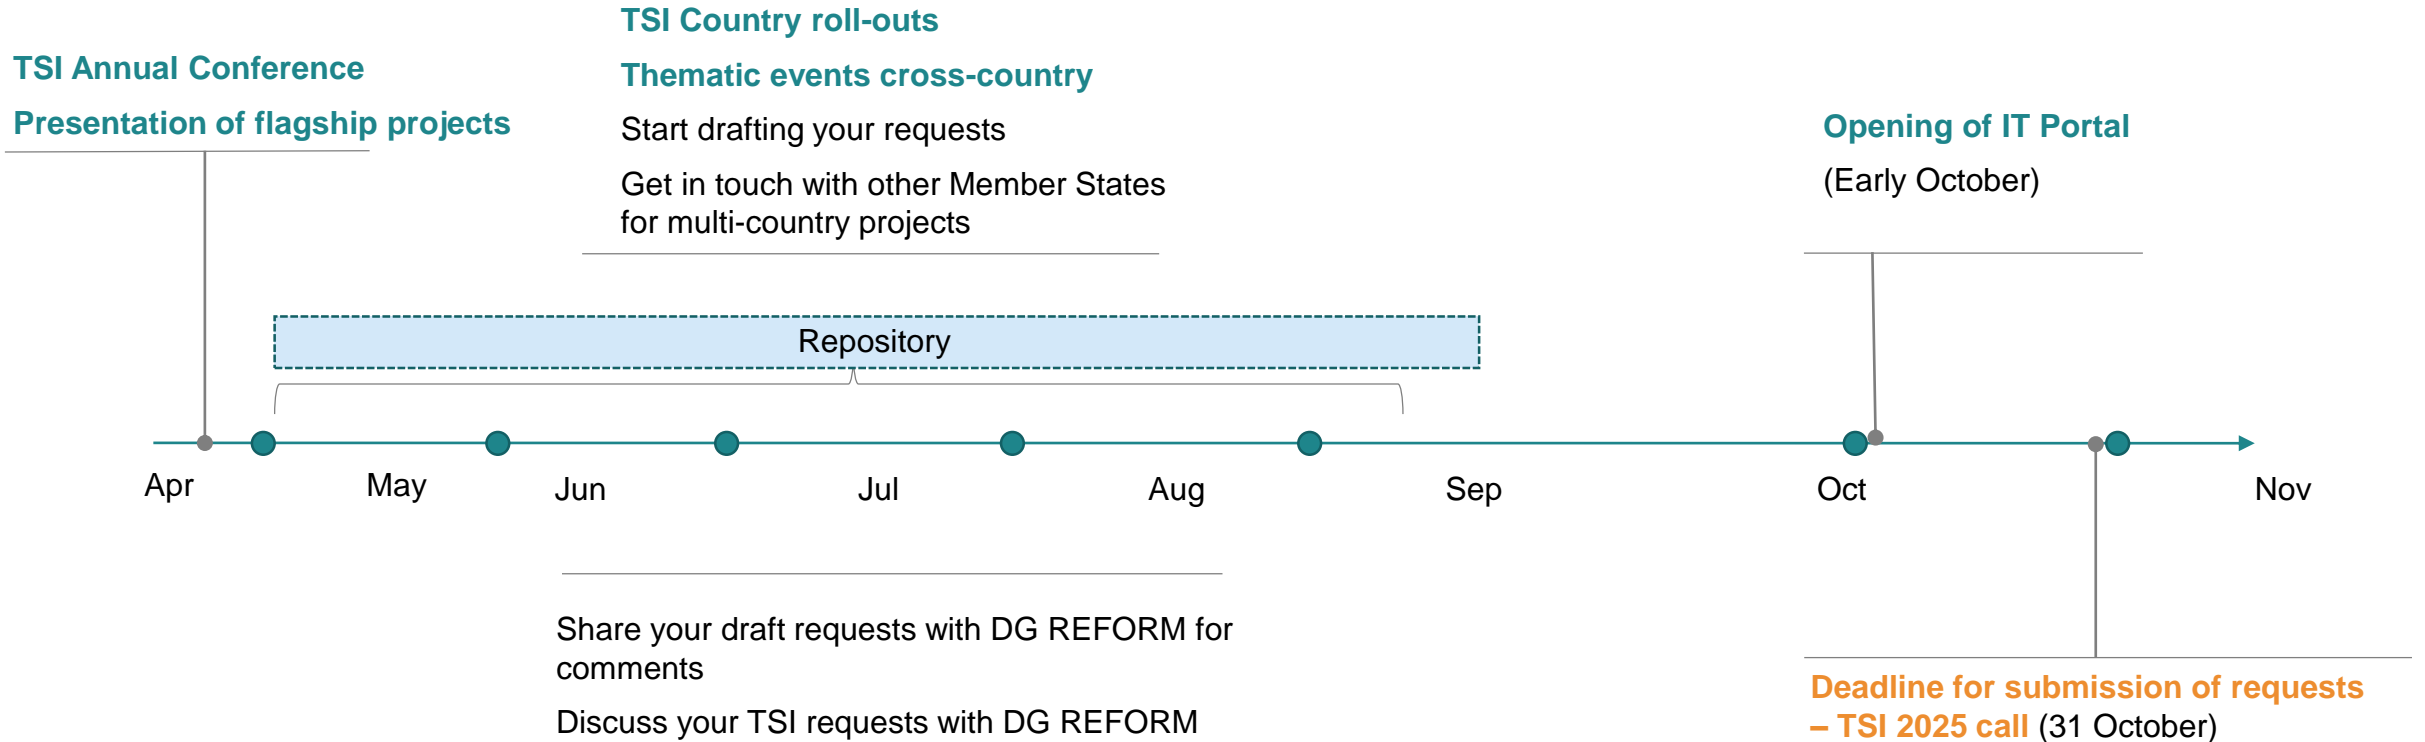 TSI Annual Conference
Presentation of flagship projects
TSI Country roll-outs
Thematic events cross-country
Start drafting your requests
Get in touch with other Member States
for multi-country projects
Opening of IT Portal
(Early October)
Repository
Apr
May
Jun
Jul
Aug
Sep
Oct
Nov
Share your draft requests with DG REFORM for
comments
Discuss your TSI requests with DG REFORM
Deadline for submission of requests
– TSI 2025 call (31 October)